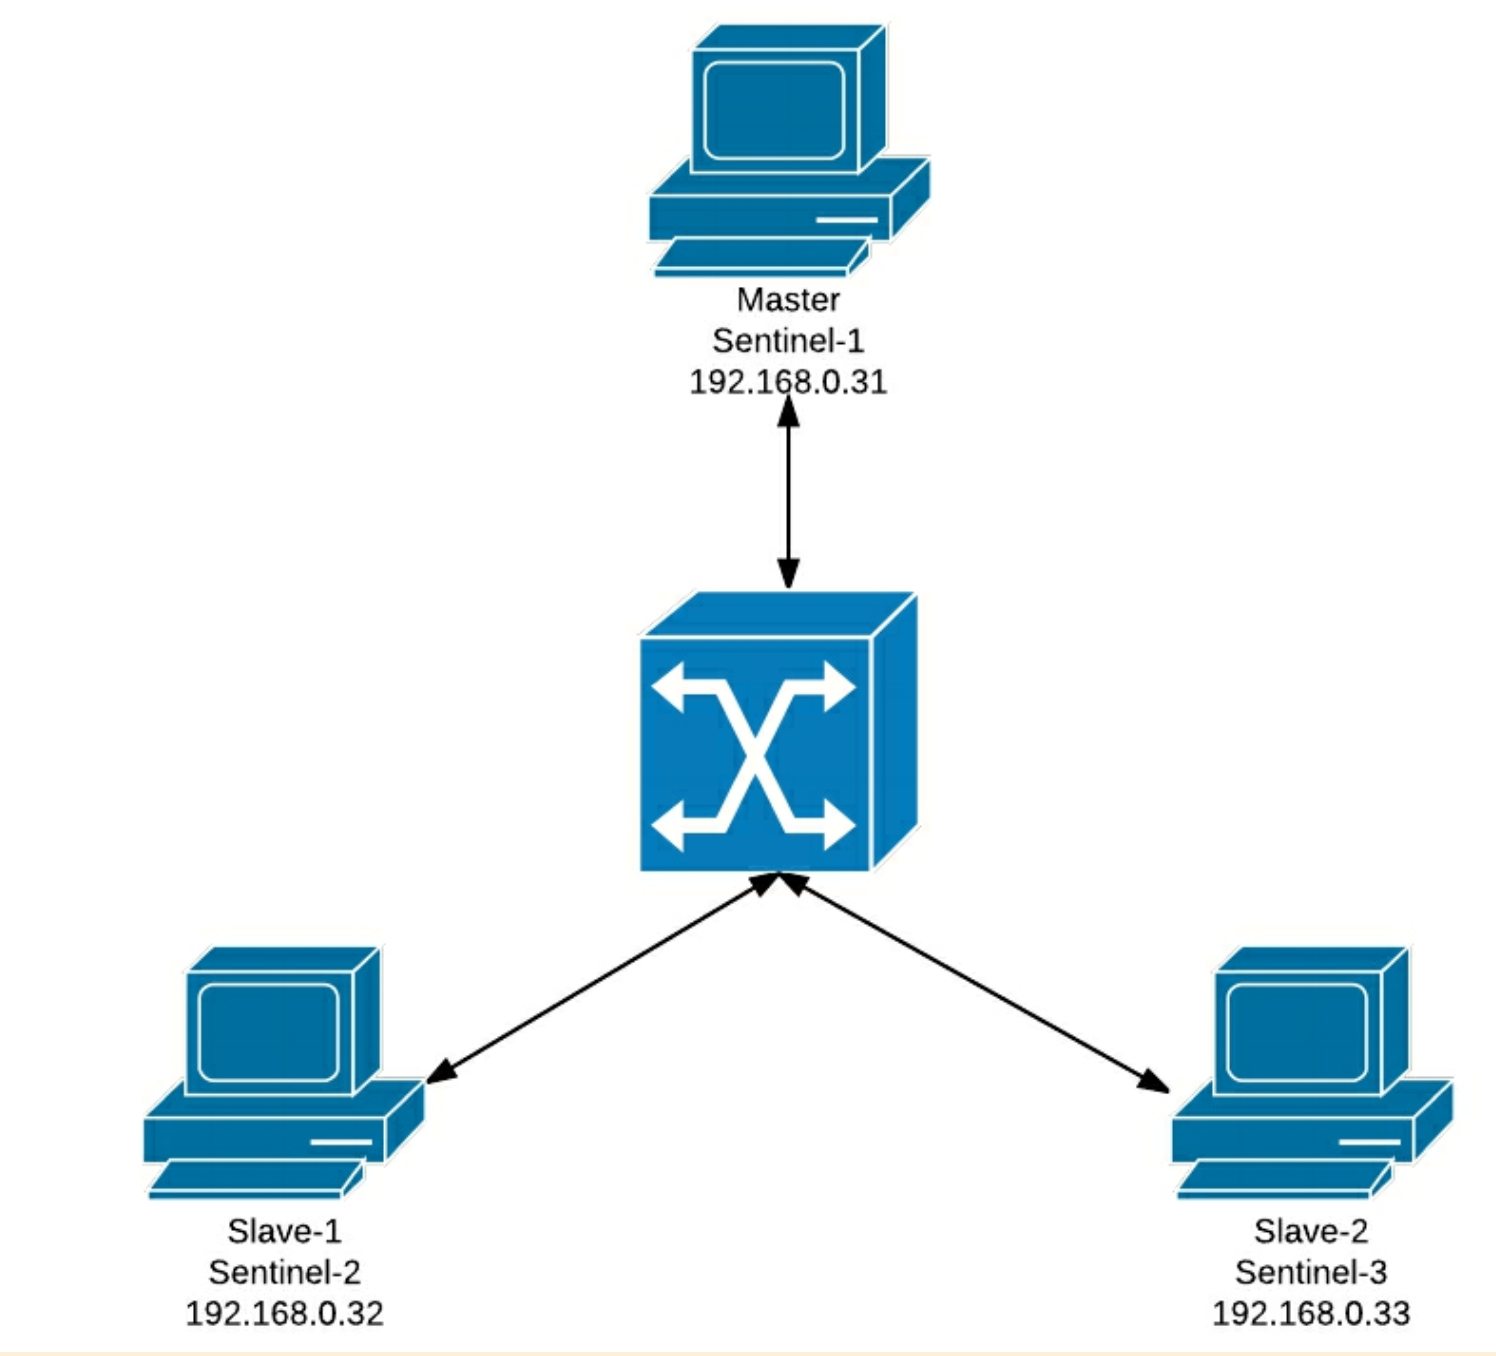 Master
Sentinel-1
192.168.0.31
Slave-1
Sentinel-2
192.168.0.32
Slave-2
Sentinel-3
192.168.0.33